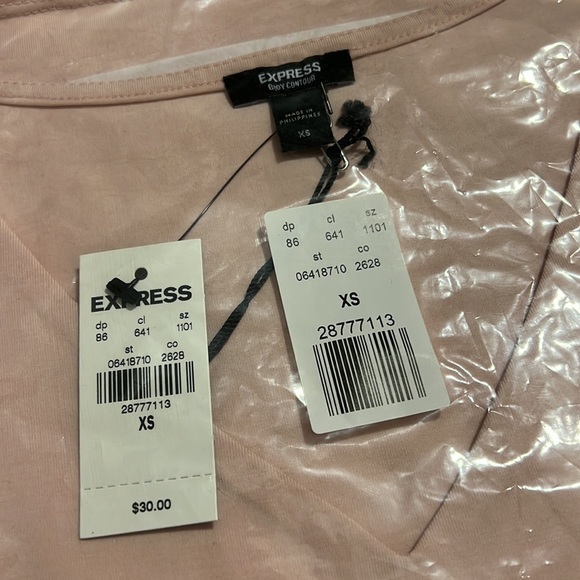 EXPRESS
BODY CONTOUR
MADE IN
PHILIPPINES
XS
EXPRESS
dp cl sz
86 641 1101
st co
06418710 2628
28777113
XS
$30.00
dp cl sz
86 641 1101
st co
06418710 2628
XS
28777113